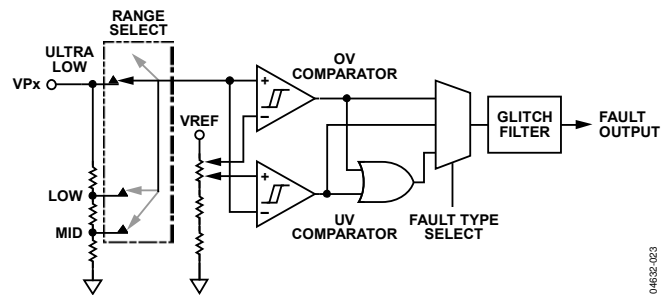 RANGE
SELECT
ULTRA
LOW
VPx
LOW
MID
VREF
+
−
OV
COMPARATOR
+
−
UV
COMPARATOR
FAULT TYPE
SELECT
GLITCH
FILTER
FAULT
OUTPUT
04632-023